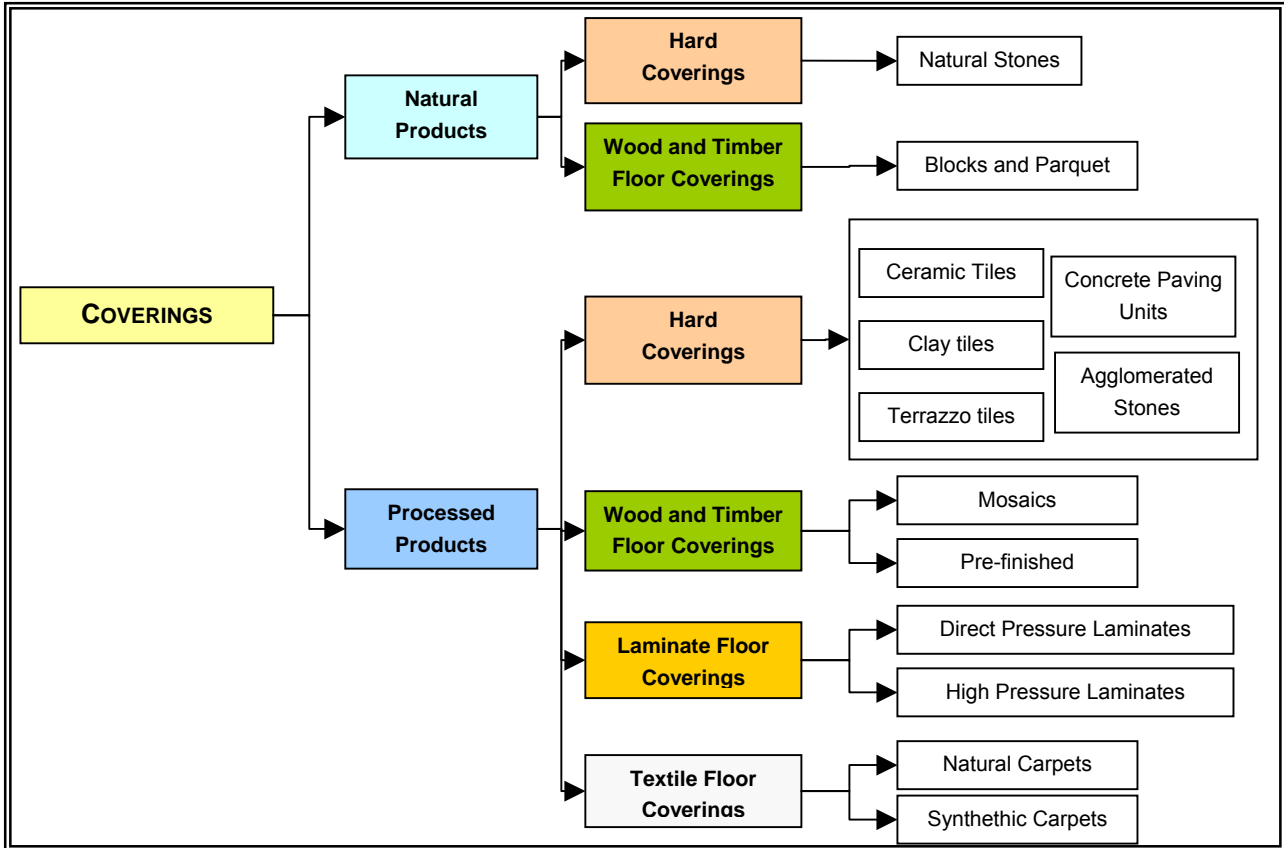 Hard
Coverings
Natural Stones
Natural
Products
Wood and Timber
Floor Coverings
Blocks and Parquet
COVERINGS
Hard
Coverings
Ceramic Tiles
Concrete Paving
Units
Clay tiles
Agglomerated
Stones
Terrazzo tiles
Processed
Products
Wood and Timber
Floor Coverings
Mosaics
Pre-finished
Laminate Floor
Coverings
Direct Pressure Laminates
High Pressure Laminates
Textile Floor
Coverings
Natural Carpets
Synthethic Carpets